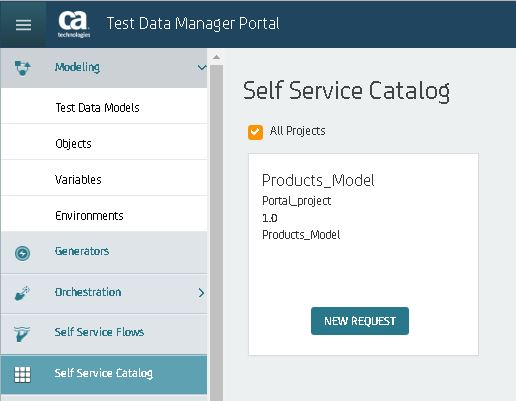 ca
technologies
Test Data Manager Portal
Modeling
Test Data Models
Objects
Variables
Environments
Generators
Orchestration
Self Service Flows
Self Service Catalog
Self Service Catalog
All Projects
Products_Model
Portal_project
1.0
Products_Model
NEW REQUEST